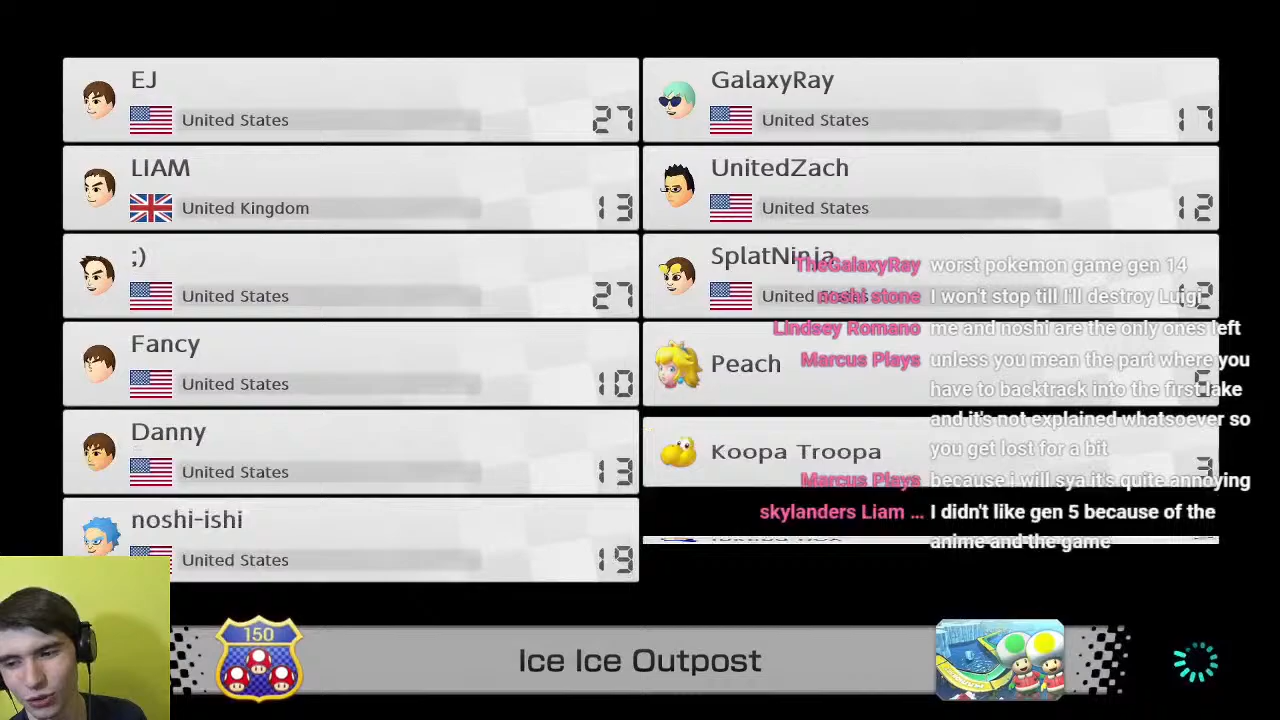 EJ
United States
27
LIAM
United Kingdom
13
;)
United States
27
Fancy
United States
10
Danny
United States
13
noshi-ishi
United States
19
GalaxyRay
United States
17
UnitedZach
United States
12
SplatNinja
United
12
Peach
Koopa Troopa
3
TheGalaxyRay worst pokemon game gen 14
noshi stone I won't stop till I'll destroy Luigi
Lindsey Romano me and noshi are the only ones left
Marcus Plays unless you mean the part where you
have to backtrack into the first lake
and it's not explained whatsoever so
you get lost for a bit
Marcus Plays because i will sya it's quite annoying
skylanders Liam ... I didn't like gen 5 because of the
anime and the game
150
Ice Ice Outpost